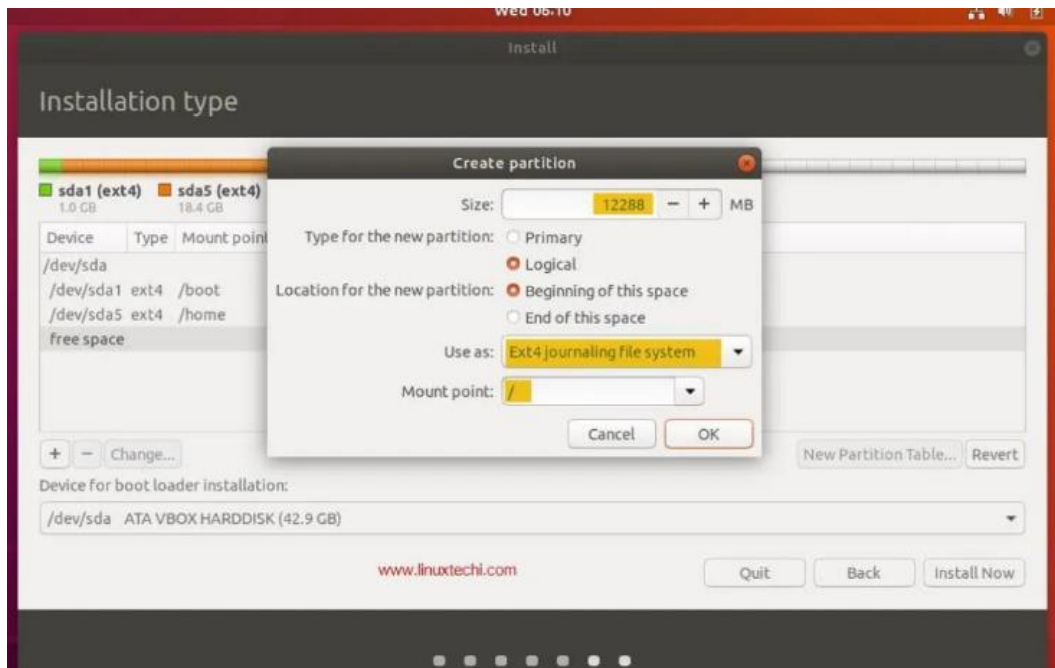 Wed 06:10
Install
Installation type
sda1 (ext4) sda5 (ext4)
1.0 GB 18.4 GB
Device Type Mount point
/dev/sda
/dev/sda1 ext4 /boot
/dev/sda5 ext4 /home
free space
Create partition
Size: 12288 - + MB
Type for the new partition: Primary
Logical
Location for the new partition: Beginning of this space
End of this space
Use as: Ext4 journaling file system
Mount point: /
Cancel OK
+ - Change... New Partition Table... Revert
Device for boot loader installation:
/dev/sda ATA VBOX HARDDISK (42.9 GB)
www.linuxtechi.com
Quit Back Install Now